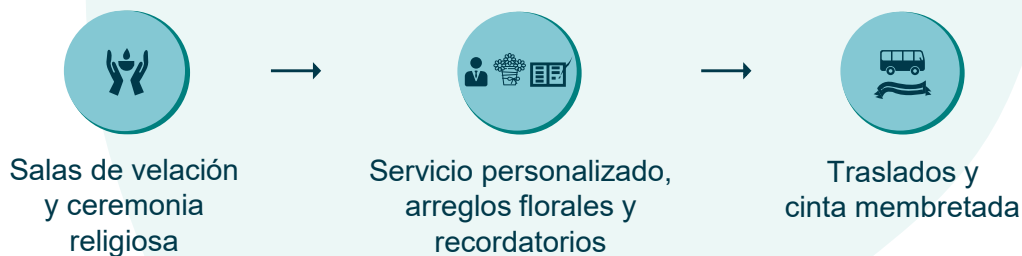 Salas de velación
y ceremonia
religiosa
Servicio personalizado,
arreglos florales y
recordatorios
Traslados y
cinta membretada